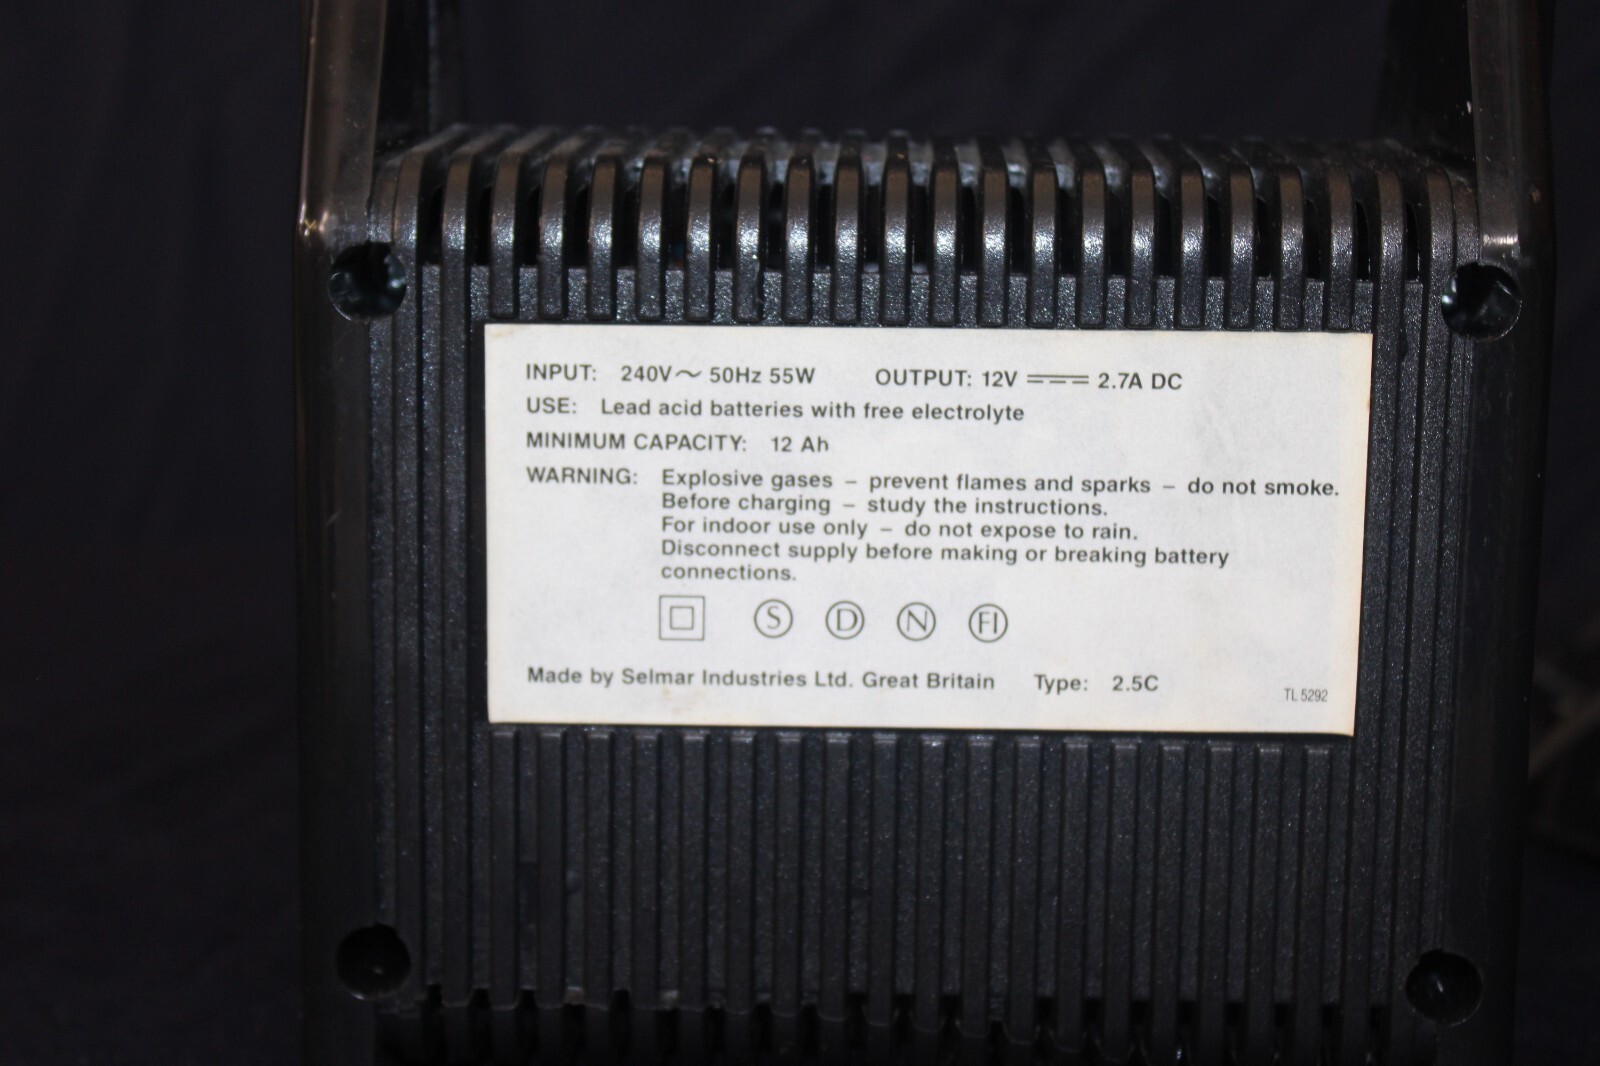 INPUT: 240V ~ 50Hz 55W OUTPUT: 12V ⎓ 2.7A DC
USE: Lead acid batteries with free electrolyte
MINIMUM CAPACITY: 12 Ah
WARNING: Explosive gases – prevent flames and sparks – do not smoke.
Before charging – study the instructions.
For indoor use only – do not expose to rain.
Disconnect supply before making or breaking battery
connections.
S D N FI
Made by Selmar Industries Ltd. Great Britain Type: 2.5C
TL 5292